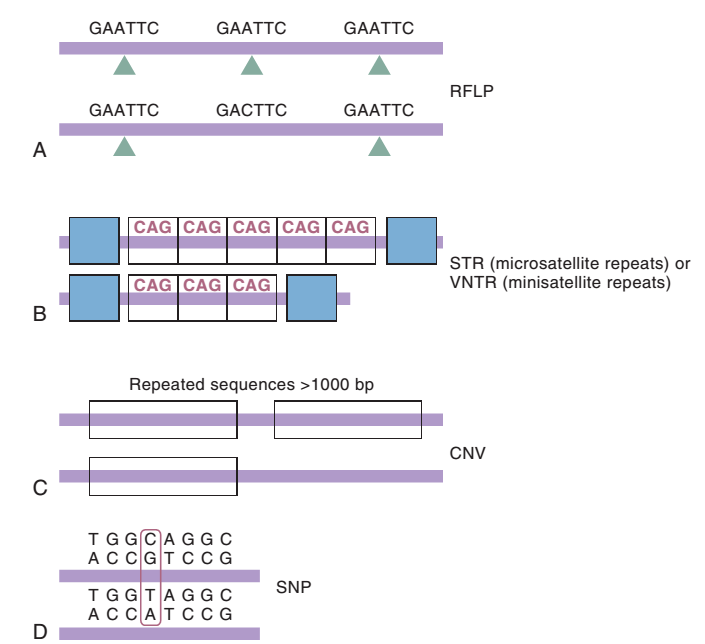 GAATTC GAATTC GAATTC
RFLP
GAATTC GACTTC GAATTC
A
CAG CAG CAG CAG CAG
STR (microsatellite repeats) or
VNTR (minisatellite repeats)
CAG CAG CAG
B
Repeated sequences >1000 bp
CNV
C
T G G C A G G C
A C C G T C C G
SNP
T G G T A G G C
A C C A T C C G
D